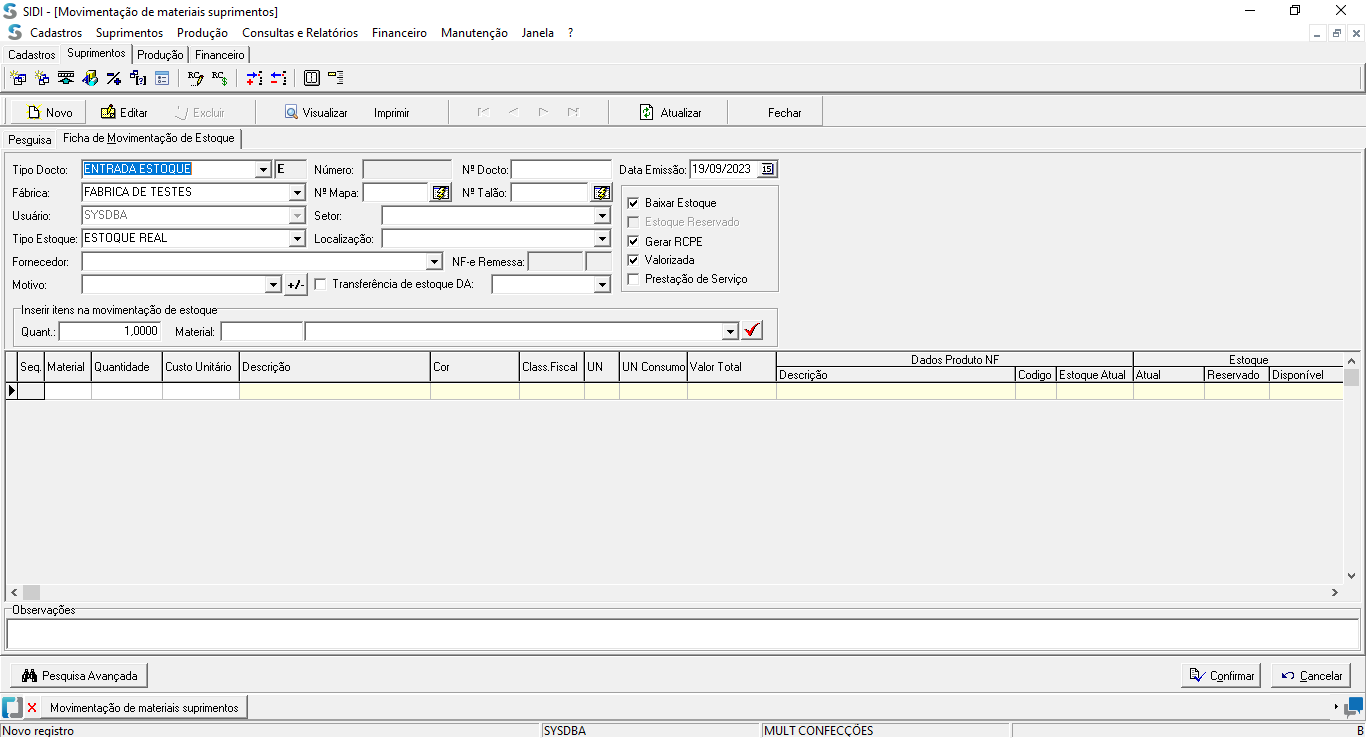 SIDI - [Movimentação de materiais suprimentos]
Cadastros Suprimentos Produção Consultas e Relatórios Financeiro Manutenção Janela ?
Cadastros Suprimentos Produção Financeiro
Novo Editar Excluir Visualizar Imprimir Atualizar Fechar
Pesquisa Ficha de Movimentação de Estoque
Tipo Docto: ENTRADA ESTOQUE E Número: Nº Docto: Data Emissão: 19/09/2023 15
Fábrica: FABRICA DE TESTES Nº Mapa: Nº Talão:
Baixar Estoque
Usuário: SYSDBA Setor:
Estoque Reservado
Tipo Estoque: ESTOQUE REAL Localização:
Gerar RCPE
Fornecedor: NF-e Remessa:
Valorizada
Motivo: +/- Transferência de estoque DA:
Prestação de Serviço
Inserir ítens na movimentação de estoque
Quant.: 1,0000 Material:
Seq. Material Quantidade Custo Unitário Descrição Cor Class.Fiscal UN UN Consumo Valor Total Dados Produto NF Estoque
Descrição Codigo Estoque Atual Atual Reservado Disponível
Observações
Pesquisa Avançada Confirmar Cancelar
Movimentação de materiais suprimentos
Novo registro SYSDBA MULT CONFECÇÕES B